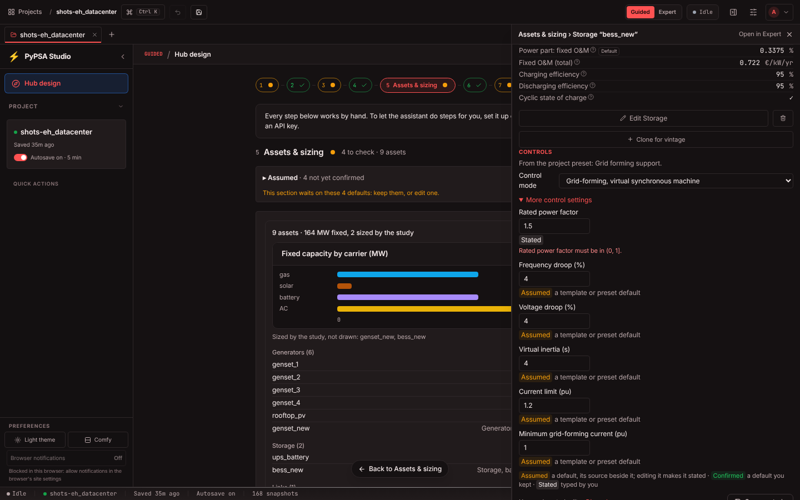 Projects / shots-eh_datacenter ⌘ Ctrl K
Guided Expert
Idle
A
shots-eh_datacenter
PyPSA Studio
Hub design
PROJECT
shots-eh_datacenter
Saved 35m ago
Autosave on · 5 min
QUICK ACTIONS
PREFERENCES
Light theme
Comfy
Browser notifications Off
Blocked in this browser: allow notifications in the
browser's site settings
GUIDED / Hub design
1
2 ✓
3
4 ✓
5 Assets & sizing
6 ✓
7
Every step below works by hand. To let the assistant do steps for you, set it up
an API key.
5 Assets & sizing 4 to check · 9 assets
▸ Assumed · 4 not yet confirmed
This section waits on these 4 defaults: keep them, or edit one.
9 assets · 164 MW fixed, 2 sized by the study
Fixed capacity by carrier (MW)
gas
solar
battery
AC
Sized by the study, not drawn: genset_new, bess_new
Generators (6)
genset_1
genset_2
genset_3
genset_4
rooftop_pv
genset_new
Storage (2)
ups_battery
bess_new
Storage, b
← Back to Assets & sizing
Assets & sizing › Storage “bess_new”
Open in Expert
Power part: fixed O&M Default 0.3375 %
Fixed O&M (total) 0.722 €/kW/yr
Charging efficiency 95 %
Discharging efficiency 95 %
Cyclic state of charge ✓
Edit Storage
+ Clone for vintage
CONTROLS
From the project preset: Grid forming support.
Control
mode
Grid-forming, virtual synchronous machine
▼ More control settings
Rated power factor
1.5
Stated
Rated power factor must be in (0, 1].
Frequency droop (%)
4
Assumed a template or preset default
Voltage droop (%)
4
Assumed a template or preset default
Virtual inertia (s)
4
Assumed a template or preset default
Current limit (pu)
1.2
Assumed a template or preset default
Minimum grid-forming current (pu)
1
Assumed a default, its source beside it; editing it makes it stated · Confirmed a default you
kept · Stated typed by you
Idle
shots-eh_datacenter
Saved 35m ago
Autosave on
168 snapshots